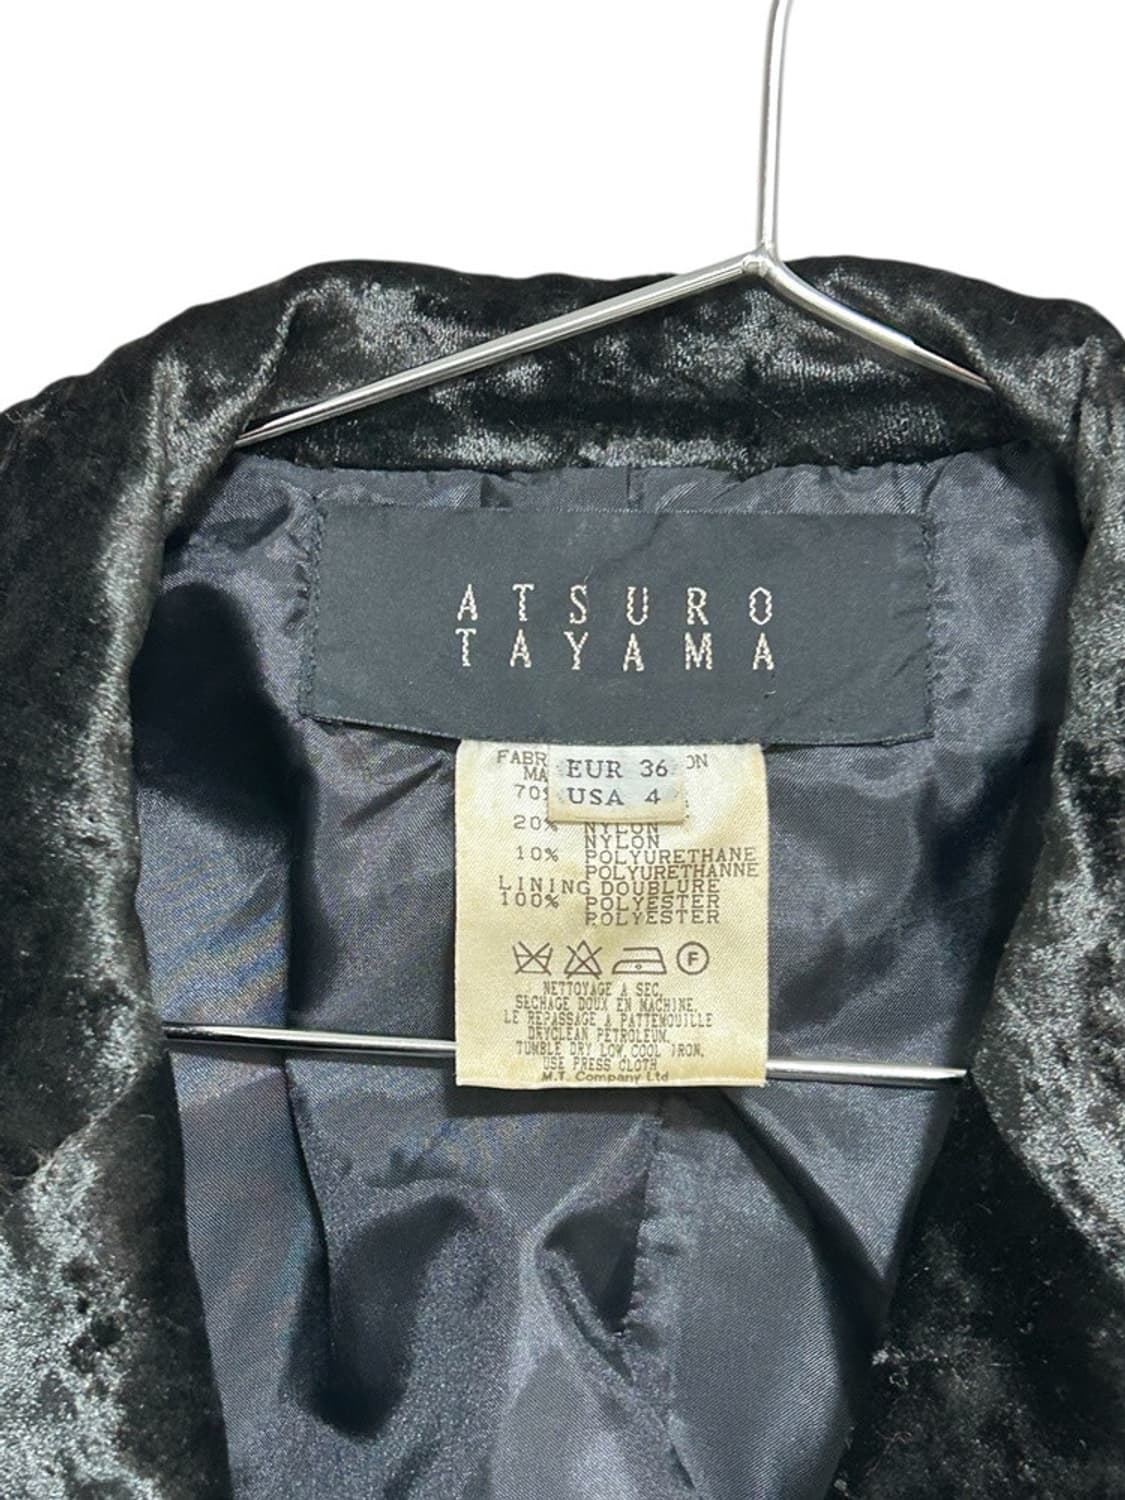 ATSURO
TAYAMA
EUR 36
USA 4
20% NYLON
NYLON
10% POLYURETHANE
POLYURETHANNE
LINING DOUBLURE
100% POLYESTER
POLYESTER
F
NETTOYAGE A SEC,
SECHAGE DOUX EN MACHINE,
LE REPASSAGE A PATTEMOUILLE
DRYCLEAN PETROLEUM,
TUMBLE DRY LOW, COOL IRON,
USE PRESS CLOTH
M.T. Company Ltd